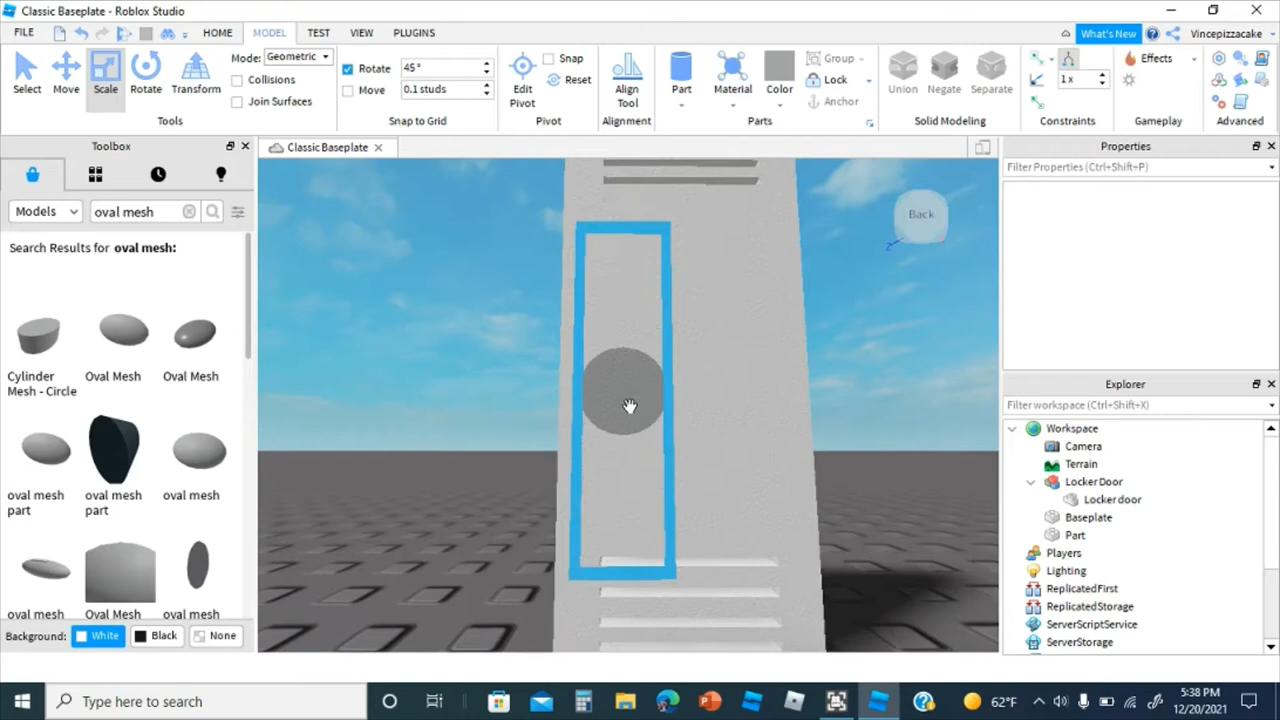 Classic Baseplate - Roblox Studio
FILE HOME MODEL TEST VIEW PLUGINS What's New Vincepizzacake
Select Move Scale Rotate Transform
Mode: Geometric
Collisions
Join Surfaces
Tools
Rotate 45°
Move 0.1 studs
Snap to Grid
Edit Pivot
Snap
Reset
Pivot
Align Tool
Alignment
Part Material Color
Group
Lock
Anchor
Parts
Union Negate Separate
Solid Modeling
1 x
Constraints
Effects
Gameplay
Advanced
Toolbox
Models oval mesh
Search Results for oval mesh:
Cylinder Mesh - Circle
Oval Mesh
Oval Mesh
oval mesh part
oval mesh part
oval mesh
oval mesh
Oval Mesh
oval mesh
Background: White Black None
Classic Baseplate
Back
Z
Properties
Filter Properties (Ctrl+Shift+P)
Explorer
Filter workspace (Ctrl+Shift+X)
Workspace
Camera
Terrain
Locker Door
Locker door
Baseplate
Part
Players
Lighting
ReplicatedFirst
ReplicatedStorage
ServerScriptService
ServerStorage
Type here to search
62°F
5:38 PM
12/20/2021